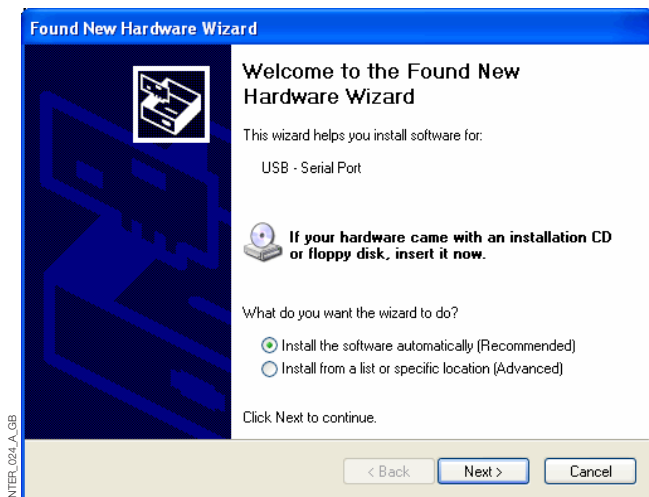 Found New Hardware Wizard
Welcome to the Found New
Hardware Wizard
This wizard helps you install software for:
USB - Serial Port
If your hardware came with an installation CD
or floppy disk, insert it now.
What do you want the wizard to do?
Install the software automatically (Recommended)
Install from a list or specific location (Advanced)
Click Next to continue.
< Back
Next >
Cancel
NTER_024_A_GB